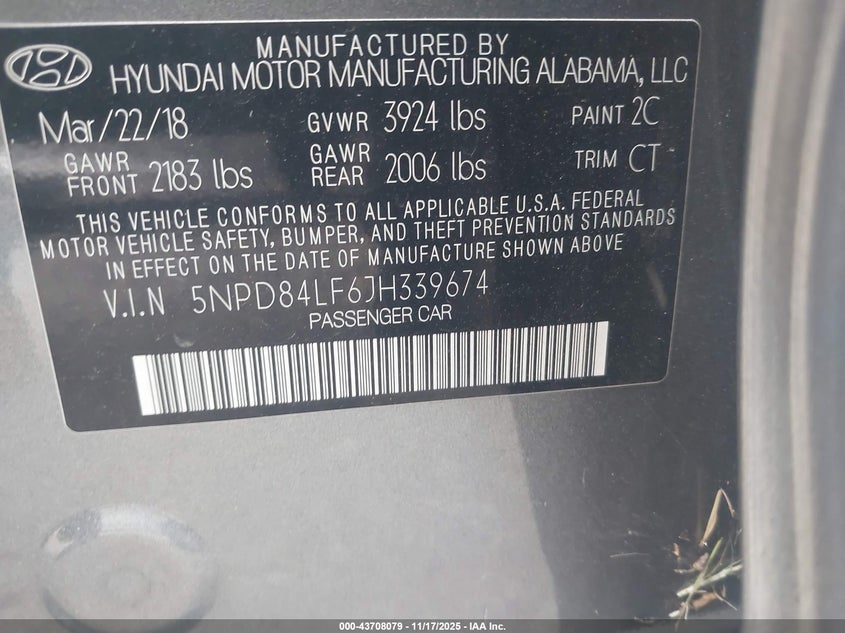 MANUFACTURED BY
HYUNDAI MOTOR MANUFACTURING ALABAMA, LLC
Mar/22/18 GVWR 3924 lbs PAINT 2C
GAWR FRONT 2183 lbs GAWR REAR 2006 lbs TRIM CT
THIS VEHICLE CONFORMS TO ALL APPLICABLE U.S.A. FEDERAL
MOTOR VEHICLE SAFETY, BUMPER, AND THEFT PREVENTION STANDARDS
IN EFFECT ON THE DATE OF MANUFACTURE SHOWN ABOVE
V.I.N 5NPD84LF6JH339674
PASSENGER CAR
000-43708079 - 11/17/2025 - IAA Inc.